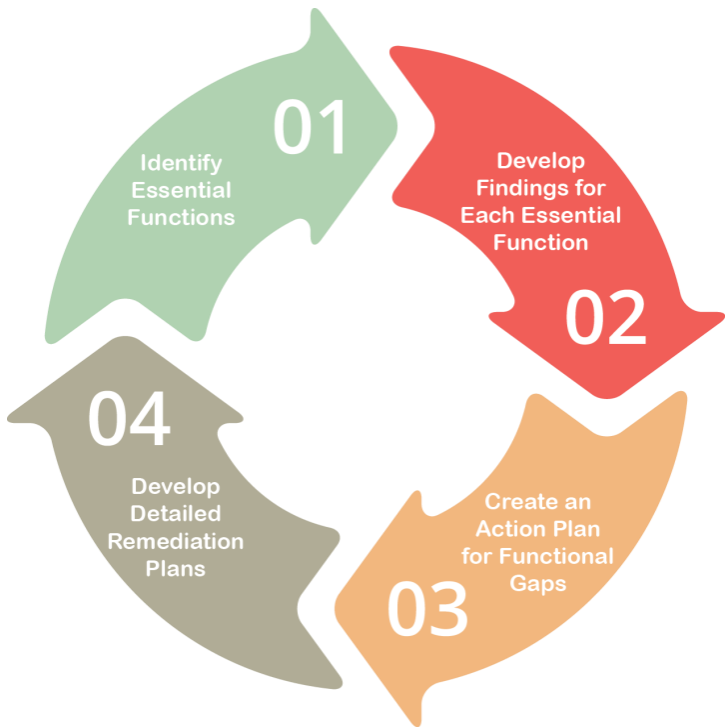 01
Identify
Essential
Functions
Develop
Findings for
Each Essential
Function
02
Create an
Action Plan
for Functional
Gaps
03
04
Develop
Detailed
Remediation
Plans